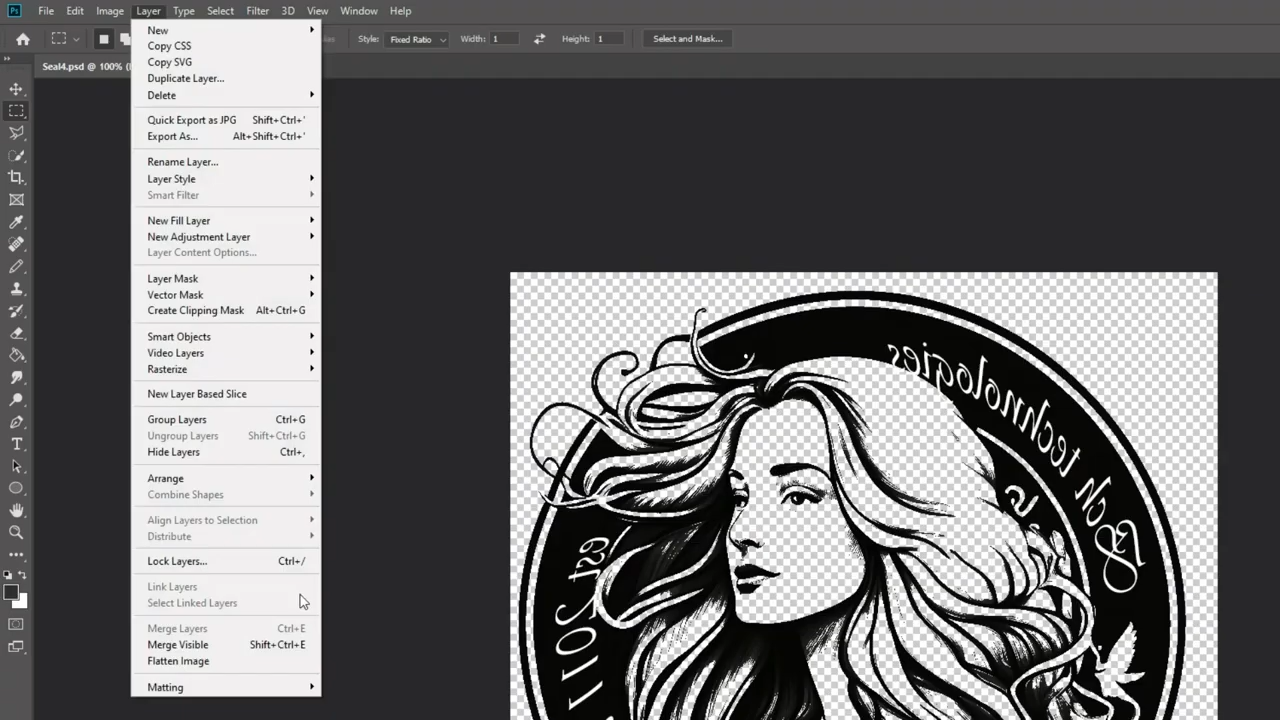 Ps File Edit Image Layer Type Select Filter 3D View Window Help
Style: Fixed Ratio Width: 1 Height: 1 Select and Mask...
Seal4.psd @ 100%
New
Copy CSS
Copy SVG
Duplicate Layer...
Delete
Quick Export as JPG Shift+Ctrl+'
Export As... Alt+Shift+Ctrl+'
Rename Layer...
Layer Style
Smart Filter
New Fill Layer
New Adjustment Layer
Layer Content Options...
Layer Mask
Vector Mask
Create Clipping Mask Alt+Ctrl+G
Smart Objects
Video Layers
Rasterize
New Layer Based Slice
Group Layers Ctrl+G
Ungroup Layers Shift+Ctrl+G
Hide Layers Ctrl+,
Arrange
Combine Shapes
Align Layers to Selection
Distribute
Lock Layers... Ctrl+/
Link Layers
Select Linked Layers
Merge Layers Ctrl+E
Merge Visible Shift+Ctrl+E
Flatten Image
Matting
technologies
est 2017